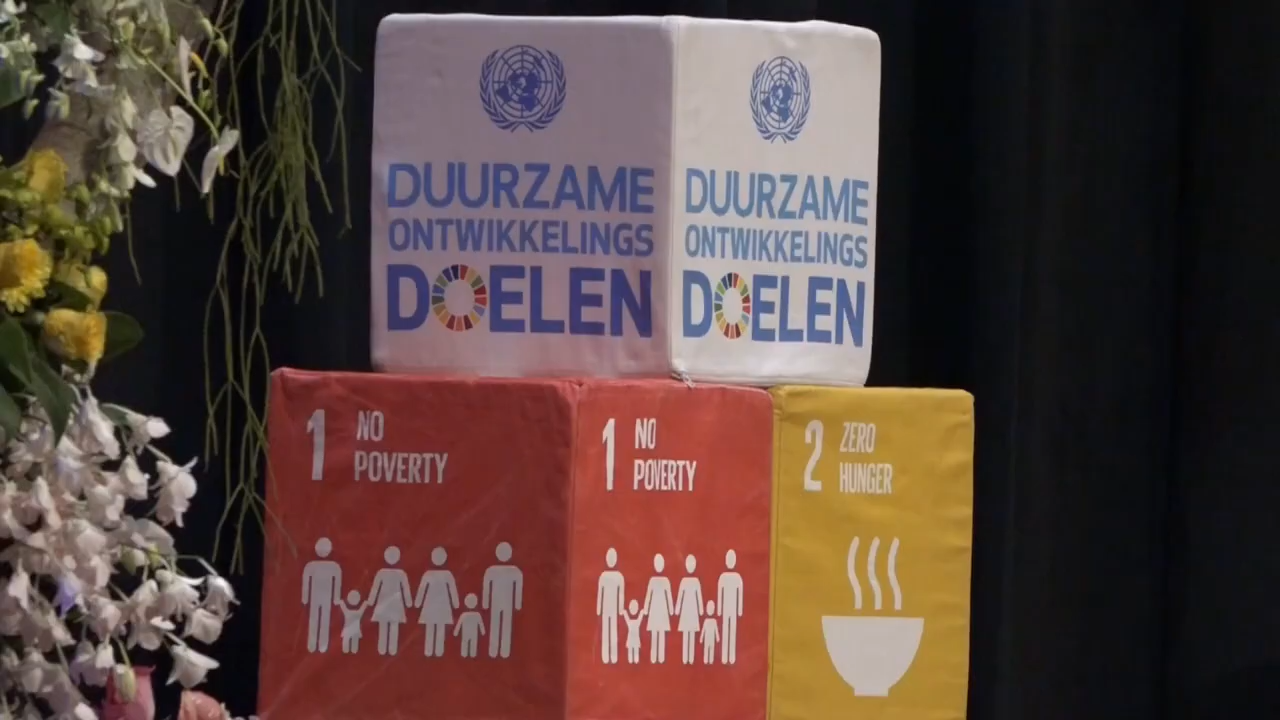 DUURZAME
ONTWIKKELINGS
DOELEN
DUURZAME
ONTWIKKELINGS
DOELEN
1 NO
POVERTY
1 NO
POVERTY
2 ZERO
HUNGER